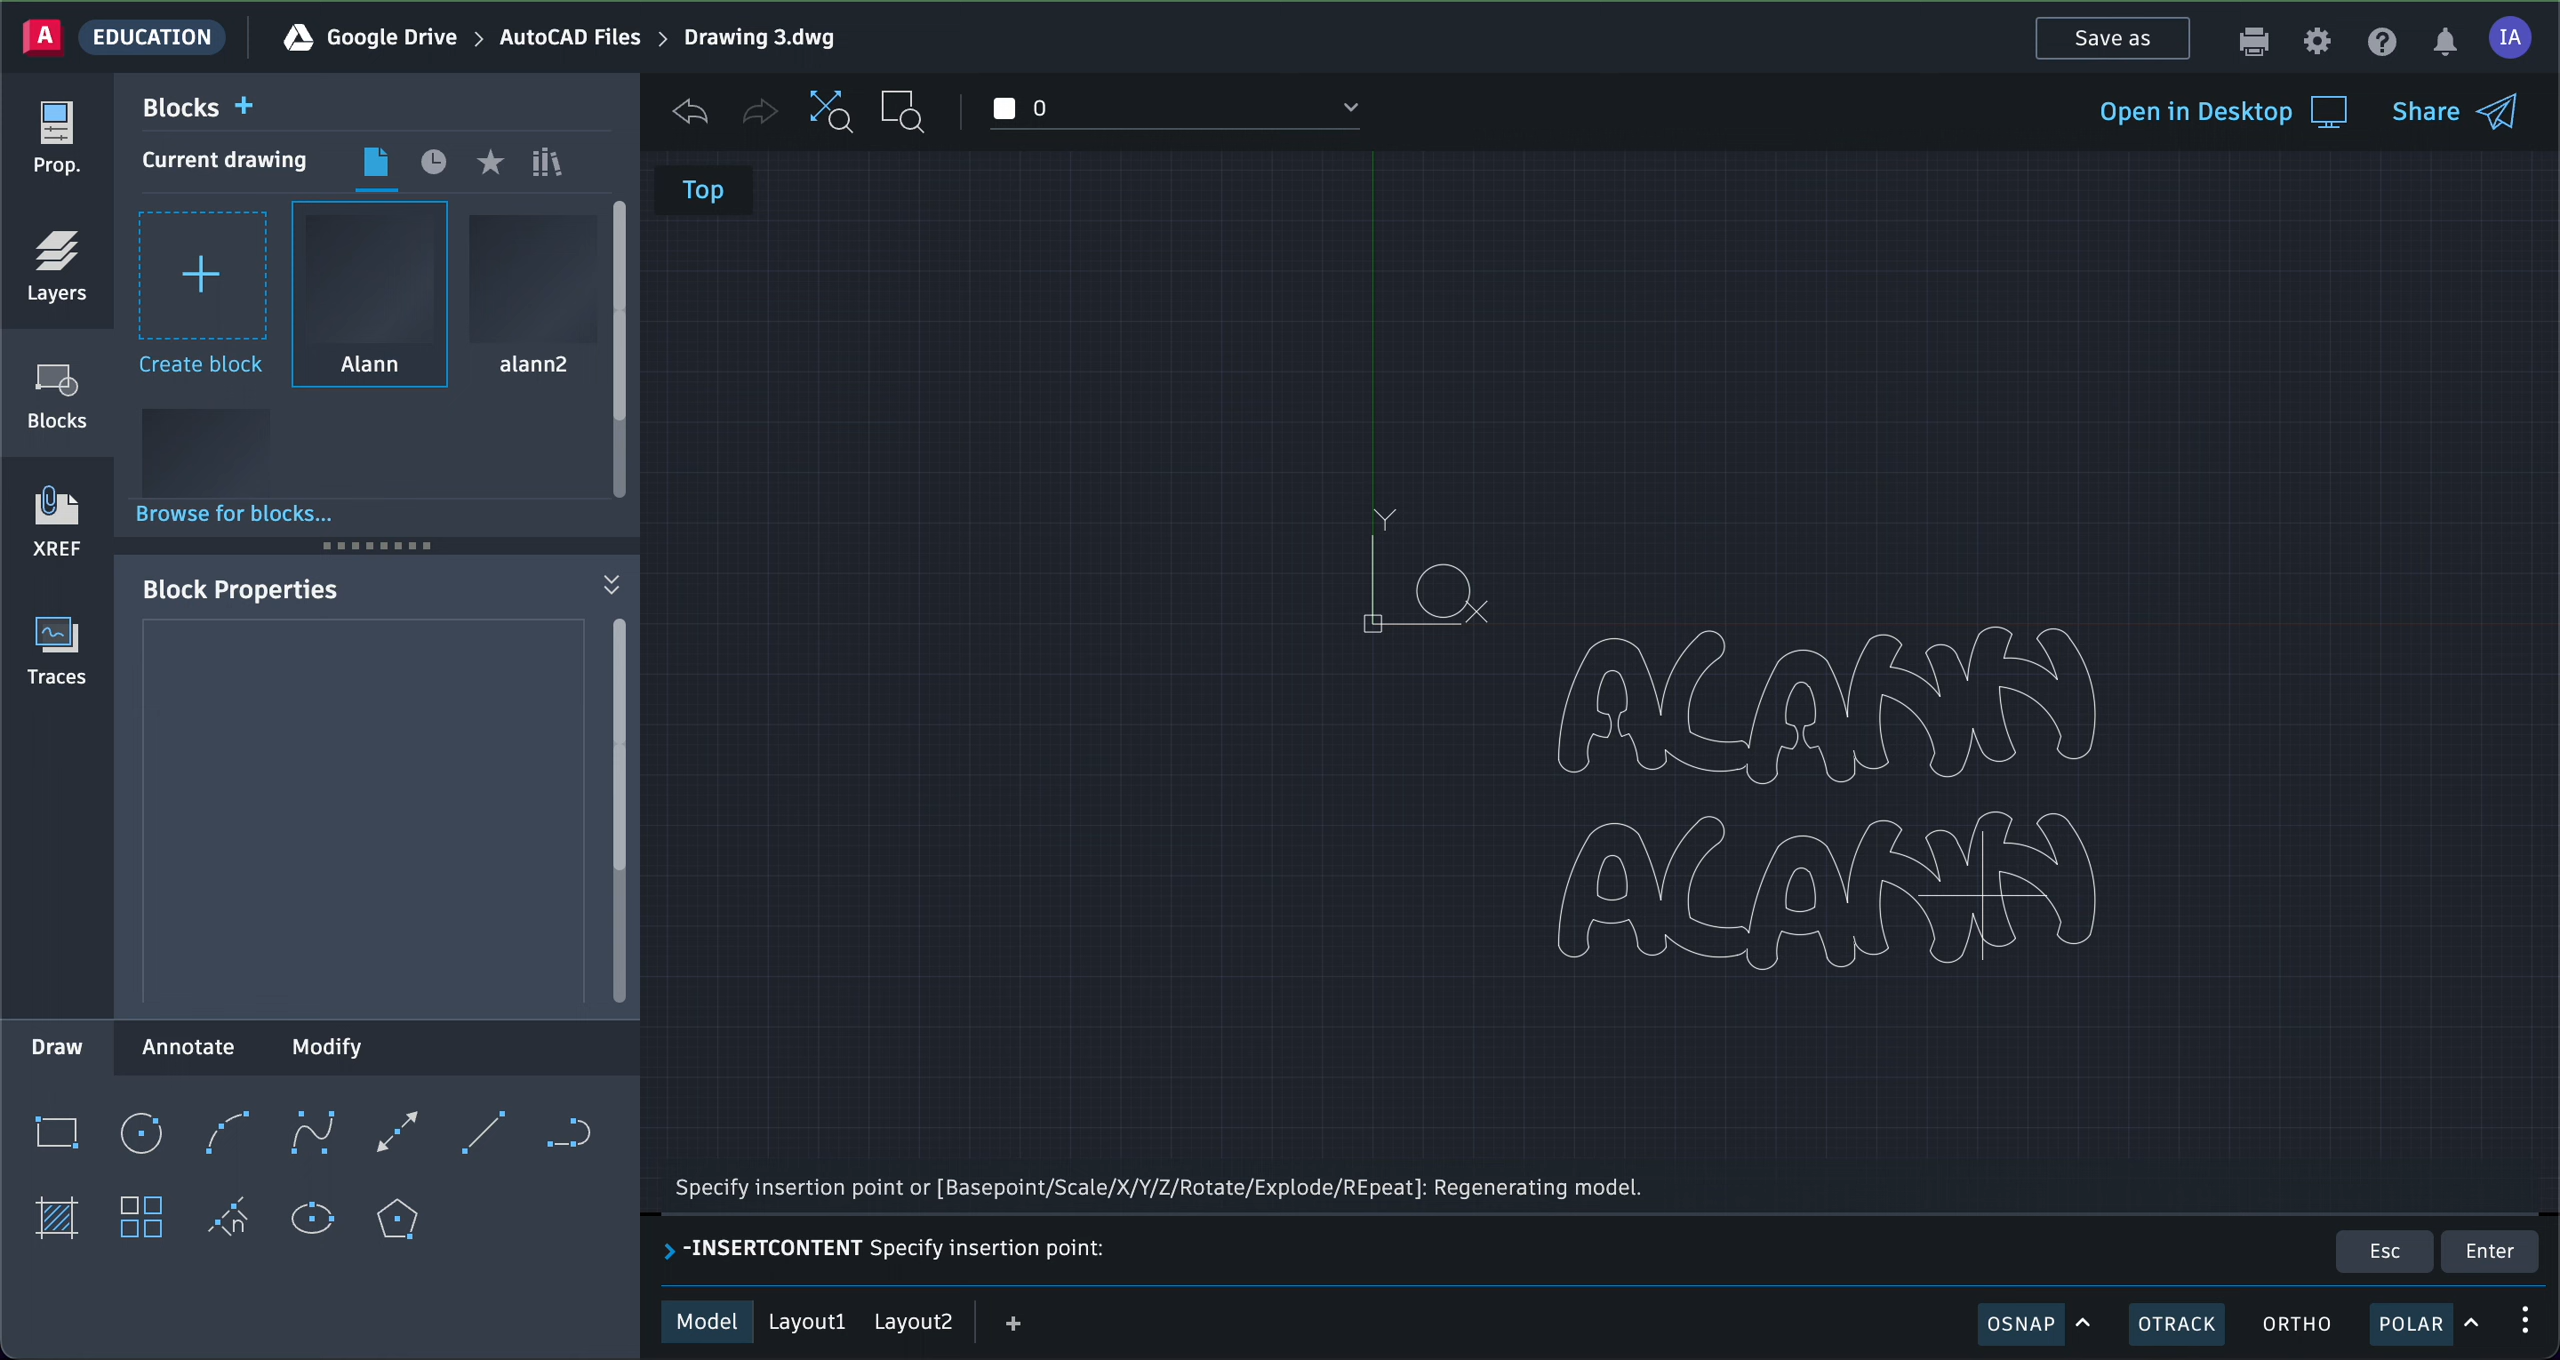 A EDUCATION Google Drive > AutoCAD Files > Drawing 3.dwg Save as IA
Prop.
Layers
Blocks
XREF
Traces
Blocks +
Current drawing
Create block Alann alann2
Browse for blocks...
Block Properties
0
Open in Desktop Share
Top
Y
X
ALANN
ALANN
Draw Annotate Modify
n
Specify insertion point or [Basepoint/Scale/X/Y/Z/Rotate/Explode/REpeat]: Regenerating model.
-INSERTCONTENT Specify insertion point:
Esc Enter
Model Layout1 Layout2 +
OSNAP OTRACK ORTHO POLAR